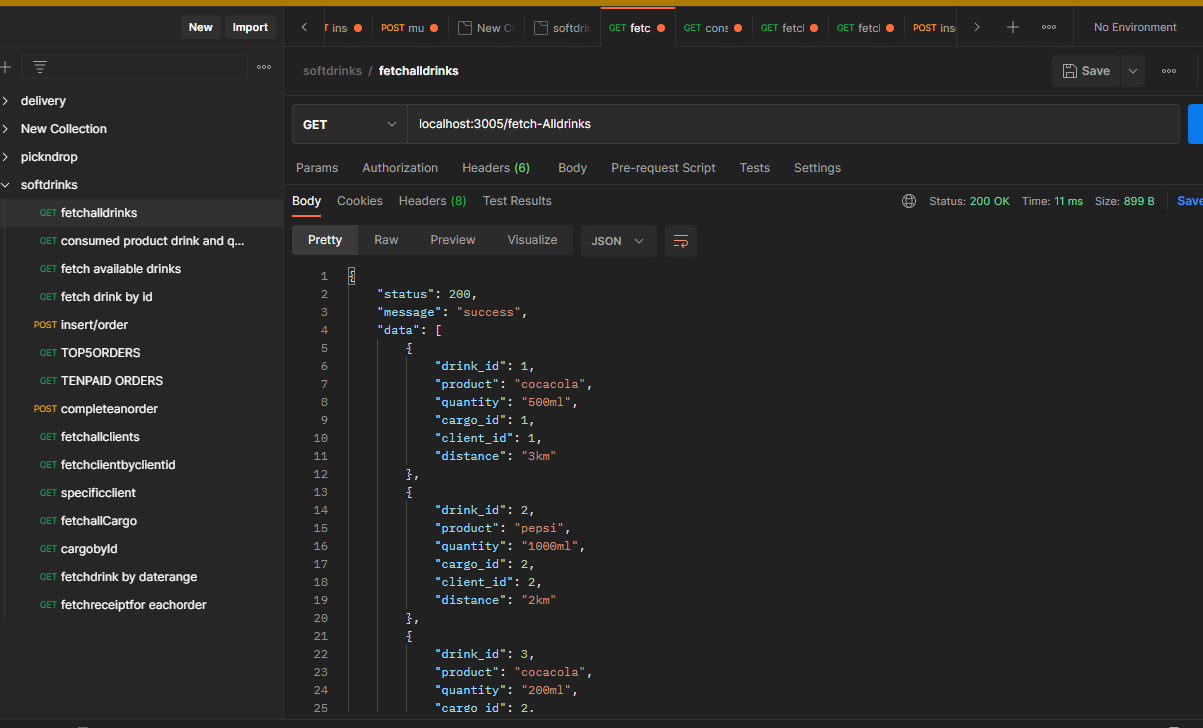 New Import
T ins POST mu New C softdri GET fetc GET cons GET fetcl GET fetcl POST ins No Environment
softdrinks / fetchalldrinks Save
GET localhost:3005/fetch-Alldrinks
Params Authorization Headers (6) Body Pre-request Script Tests Settings
Body Cookies Headers (8) Test Results Status: 200 OK Time: 11 ms Size: 899 B Save
Pretty Raw Preview Visualize JSON
delivery
New Collection
pickndrop
softdrinks
GET fetchalldrinks
GET consumed product drink and q...
GET fetch available drinks
GET fetch drink by id
POST insert/order
GET TOP5ORDERS
GET TENPAID ORDERS
POST completeanorder
GET fetchallclients
GET fetchclientbyclientid
GET specificclient
GET fetchallCargo
GET cargobyId
GET fetchdrink by daterange
GET fetchreceiptfor eachorder
1 {
2 "status": 200,
3 "message": "success",
4 "data": [
5 {
6 "drink_id": 1,
7 "product": "cocacola",
8 "quantity": "500ml",
9 "cargo_id": 1,
10 "client_id": 1,
11 "distance": "3km"
12 },
13 {
14 "drink_id": 2,
15 "product": "pepsi",
16 "quantity": "1000ml",
17 "cargo_id": 2,
18 "client_id": 2,
19 "distance": "2km"
20 },
21 {
22 "drink_id": 3,
23 "product": "cocacola",
24 "quantity": "200ml",
25 "cargo_id": 2,